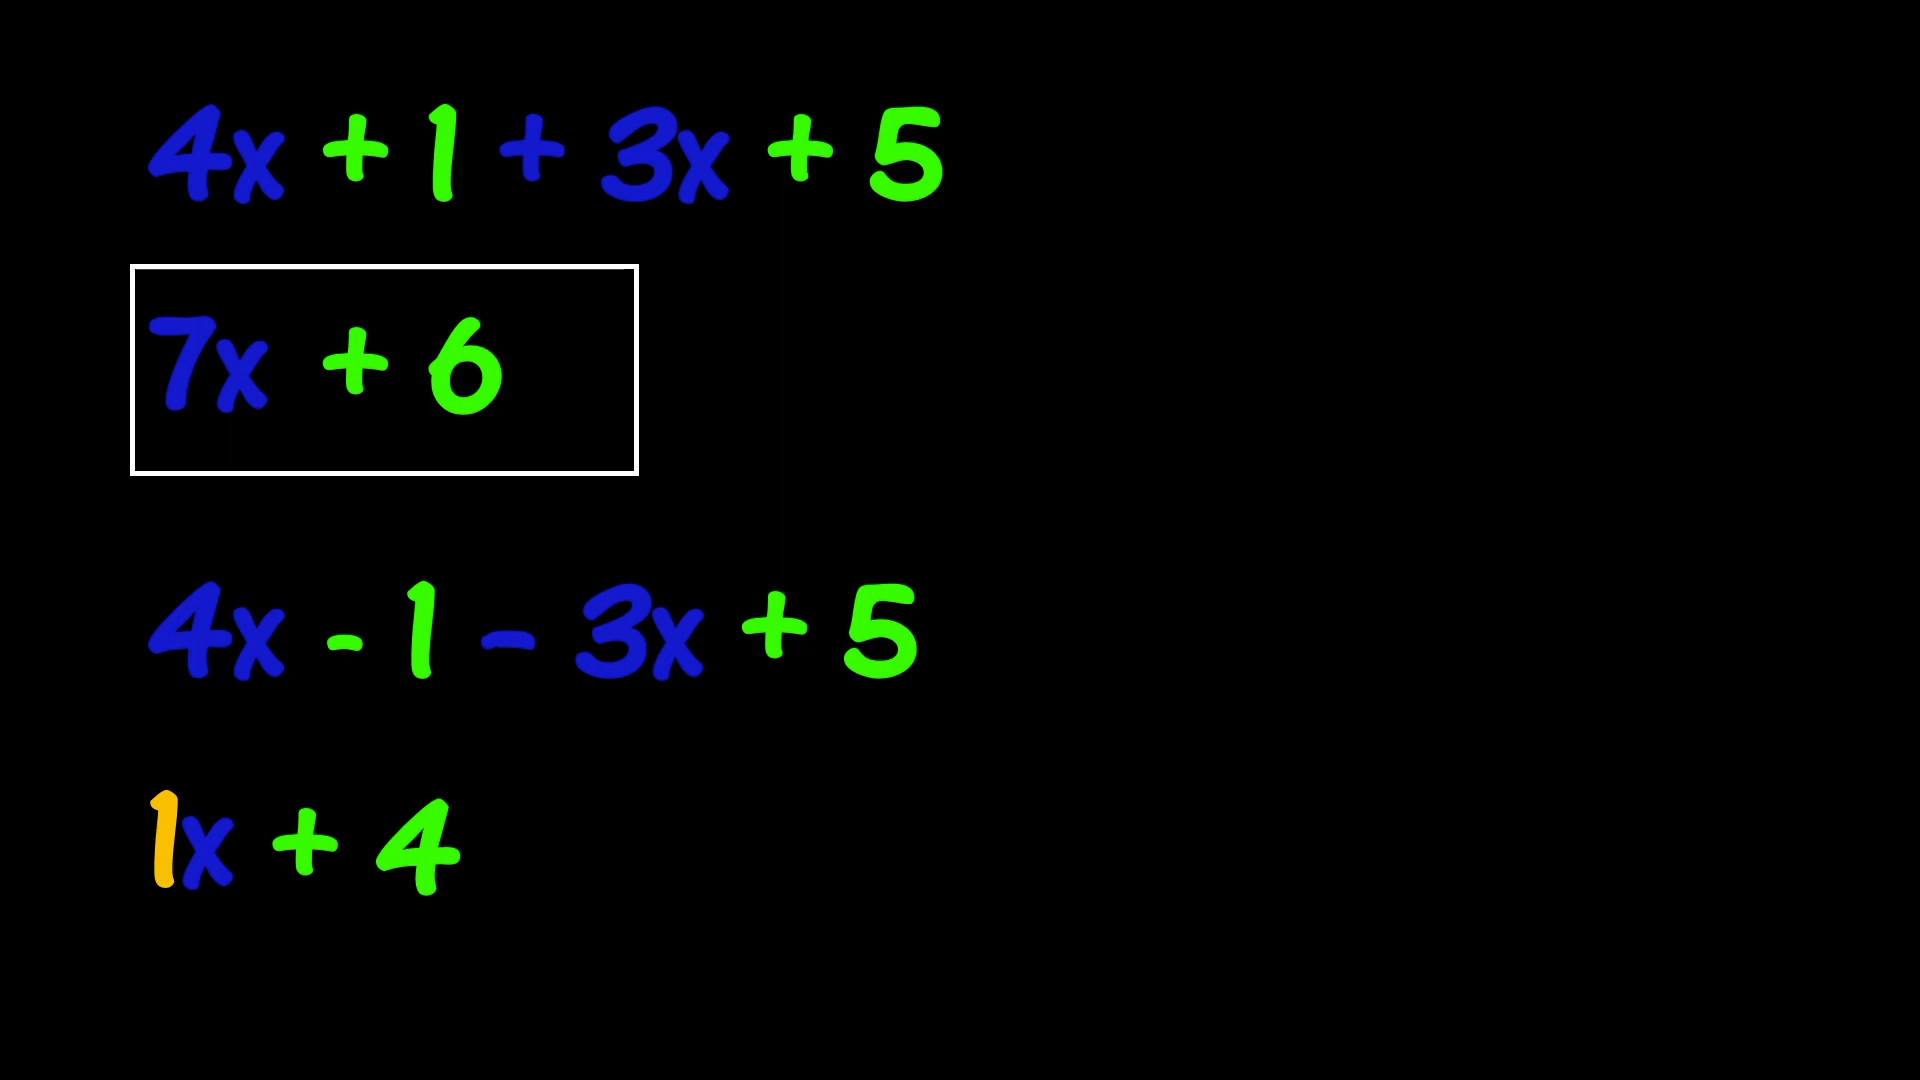 4x + 1 + 3x + 5
7x + 6
4x - 1 - 3x + 5
1x + 4